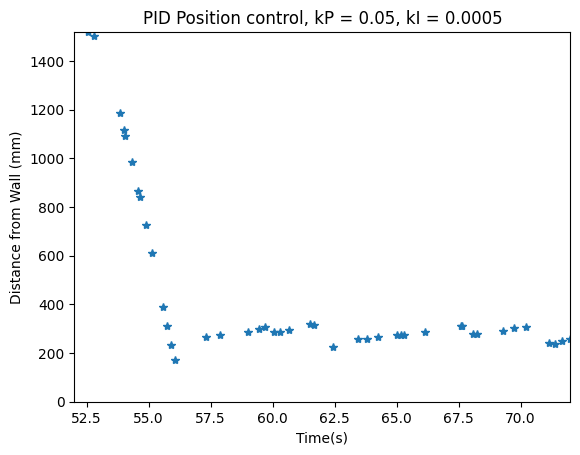 PID Position control, kP = 0.05, kI = 0.0005
1400
1200
1000
800
600
400
200
0
Distance from Wall (mm)
52.5 55.0 57.5 60.0 62.5 65.0 67.5 70.0
Time(s)